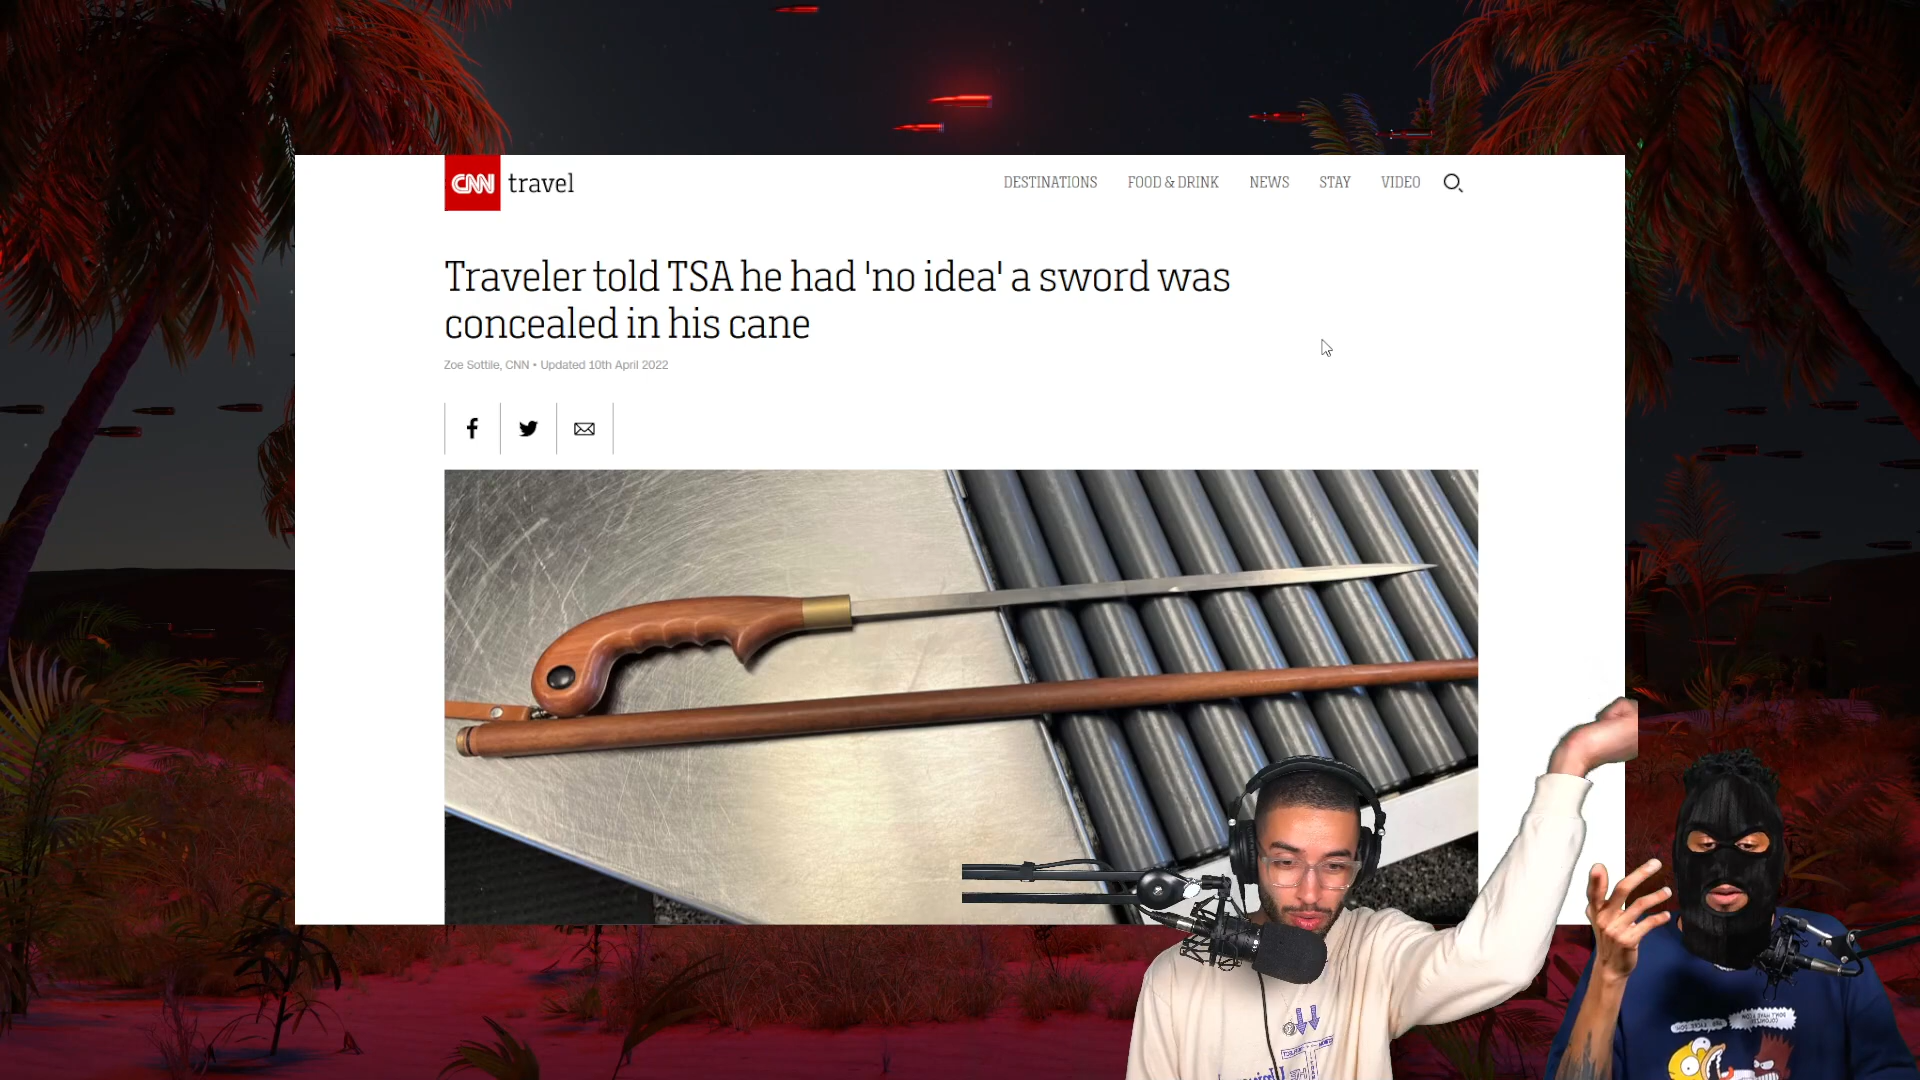 CNN travel
DESTINATIONS FOOD & DRINK NEWS STAY VIDEO
Traveler told TSA he had 'no idea' a sword was
concealed in his cane
Zoe Sottile, CNN • Updated 10th April 2022